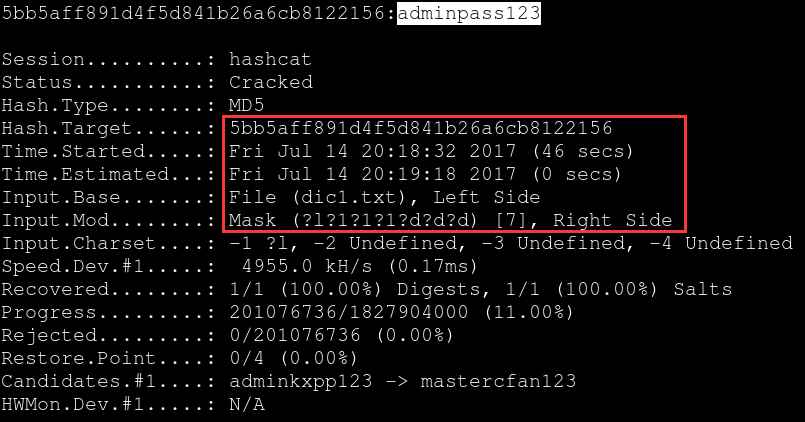 5bb5aff891d4f5d841b26a6cb8122156:adminpass123
Session..........: hashcat
Status...........: Cracked
Hash.Type........: MD5
Hash.Target......: 5bb5aff891d4f5d841b26a6cb8122156
Time.Started.....: Fri Jul 14 20:18:32 2017 (46 secs)
Time.Estimated...: Fri Jul 14 20:19:18 2017 (0 secs)
Input.Base.......: File (dic1.txt), Left Side
Input.Mod........: Mask (?l?1?1?1?d?d?d) [7], Right Side
Input.Charset....: -1 ?l, -2 Undefined, -3 Undefined, -4 Undefined
Speed.Dev.#1.....:  4955.0 kH/s (0.17ms)
Recovered........: 1/1 (100.00%) Digests, 1/1 (100.00%) Salts
Progress.........: 201076736/1827904000 (11.00%)
Rejected.........: 0/201076736 (0.00%)
Restore.Point....: 0/4 (0.00%)
Candidates.#1....: adminkxpp123 -> mastercfan123
HWMon.Dev.#1.....: N/A